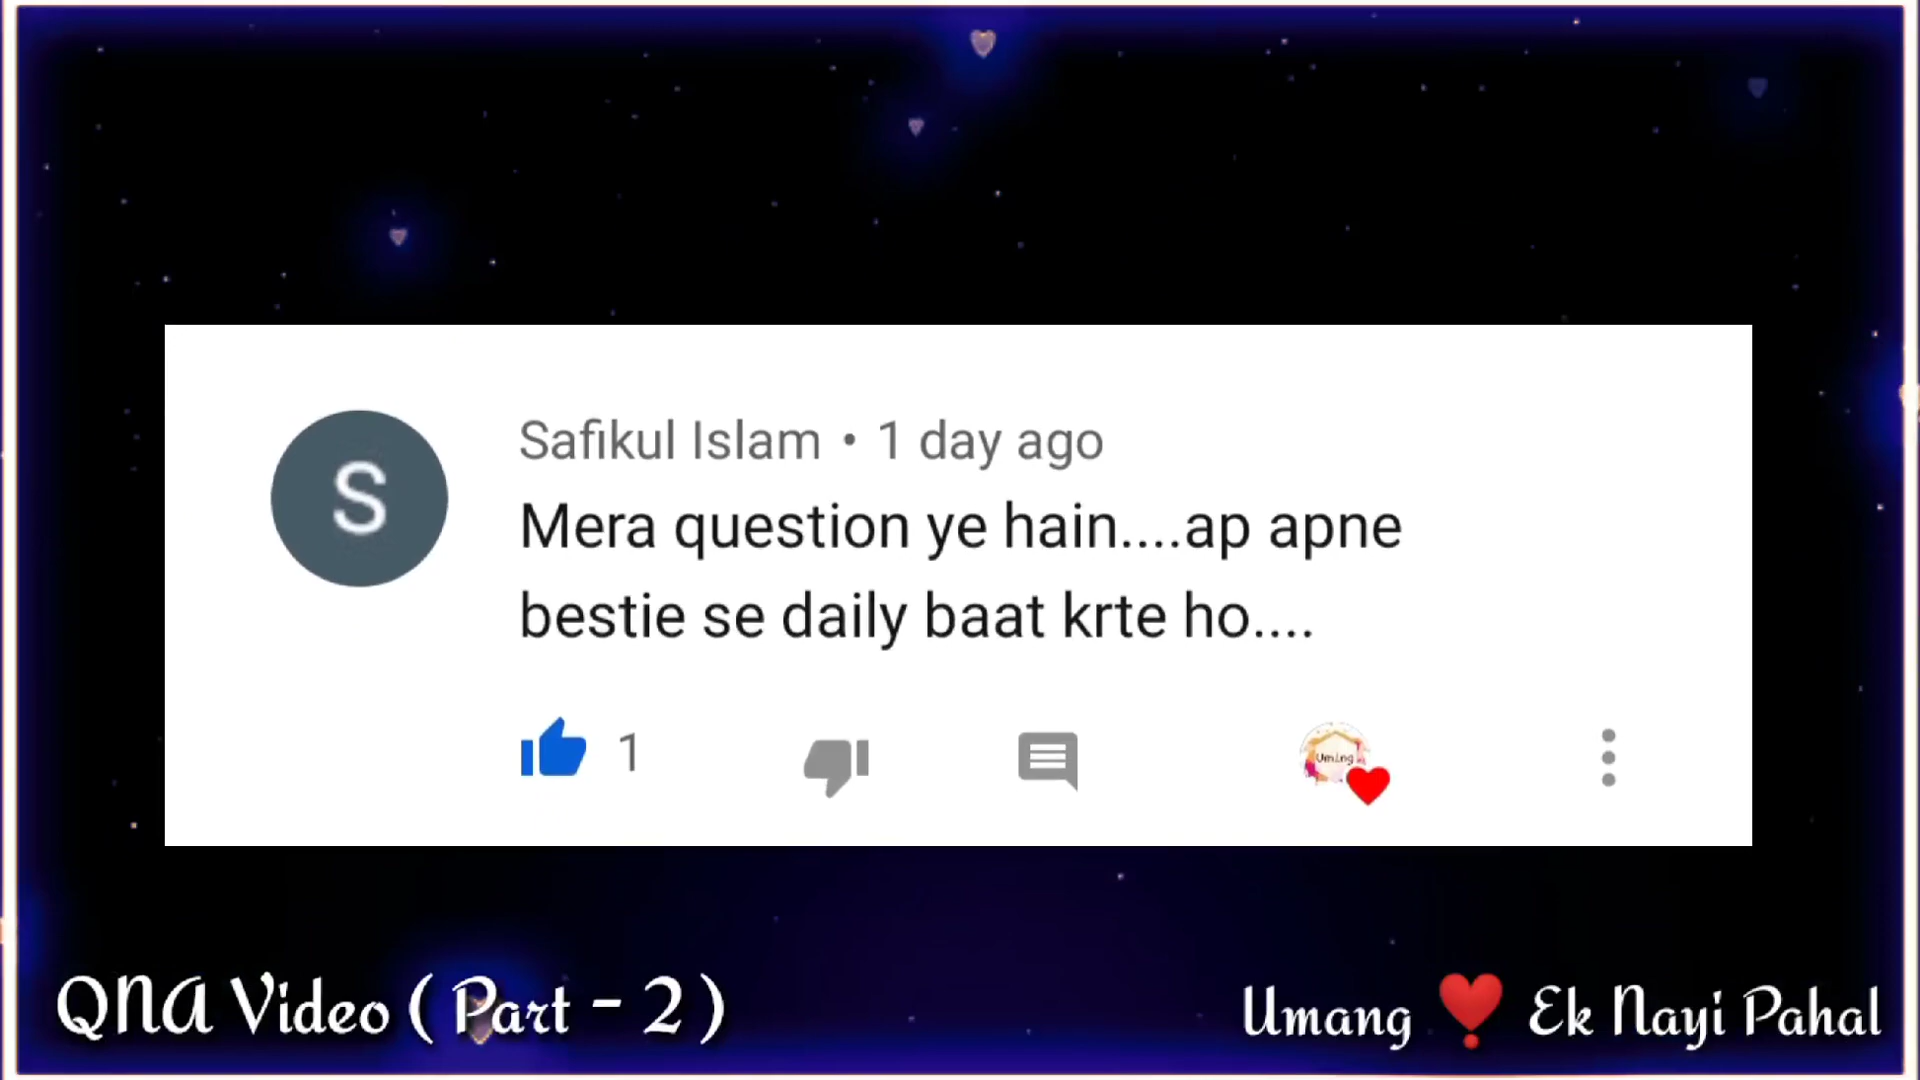 S
Safikul Islam • 1 day ago
Mera question ye hain....ap apne
bestie se daily baat krte ho....
1
QNA Video ( Part - 2 )
Umang ❣️ Ek Nayi Pahal